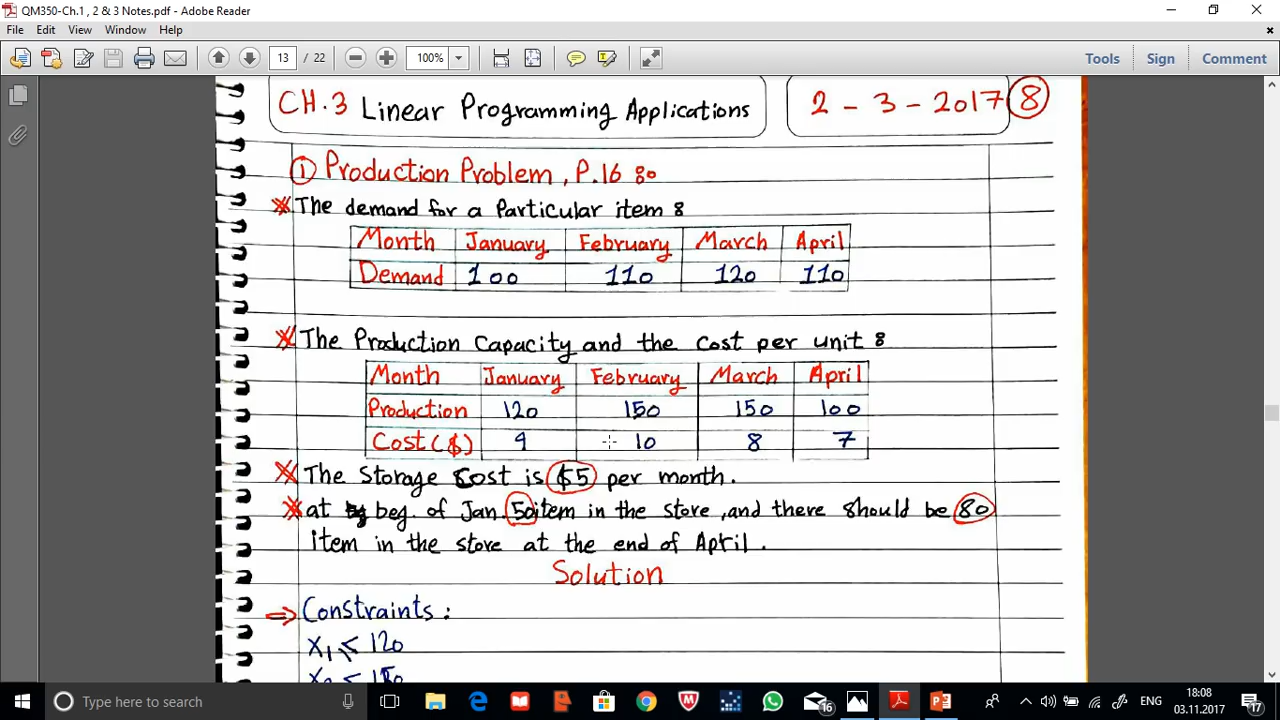 QM350-Ch.1, 2 & 3 Notes.pdf - Adobe Reader
File Edit View Window Help
13 / 22 100% Tools Sign Comment
CH.3 Linear Programming Applications 2 - 3 - 2017 8
① Production Problem, P.16 80
The demand for a Particular item 8
Month January February March April
Demand 100 110 120 110
The Production Capacity and the cost per unit 8
Month January February March April
Production 120 150 150 100
Cost ($) 9 10 8 7
The storage cost is $5 per month.
at beg. of Jan. 50 item in the store, and there should be 80
item in the store at the end of April.
Solution
⇒ Constraints:
X₁ ≤ 120
Type here to search 16 ENG 18:08
03.11.2017 17